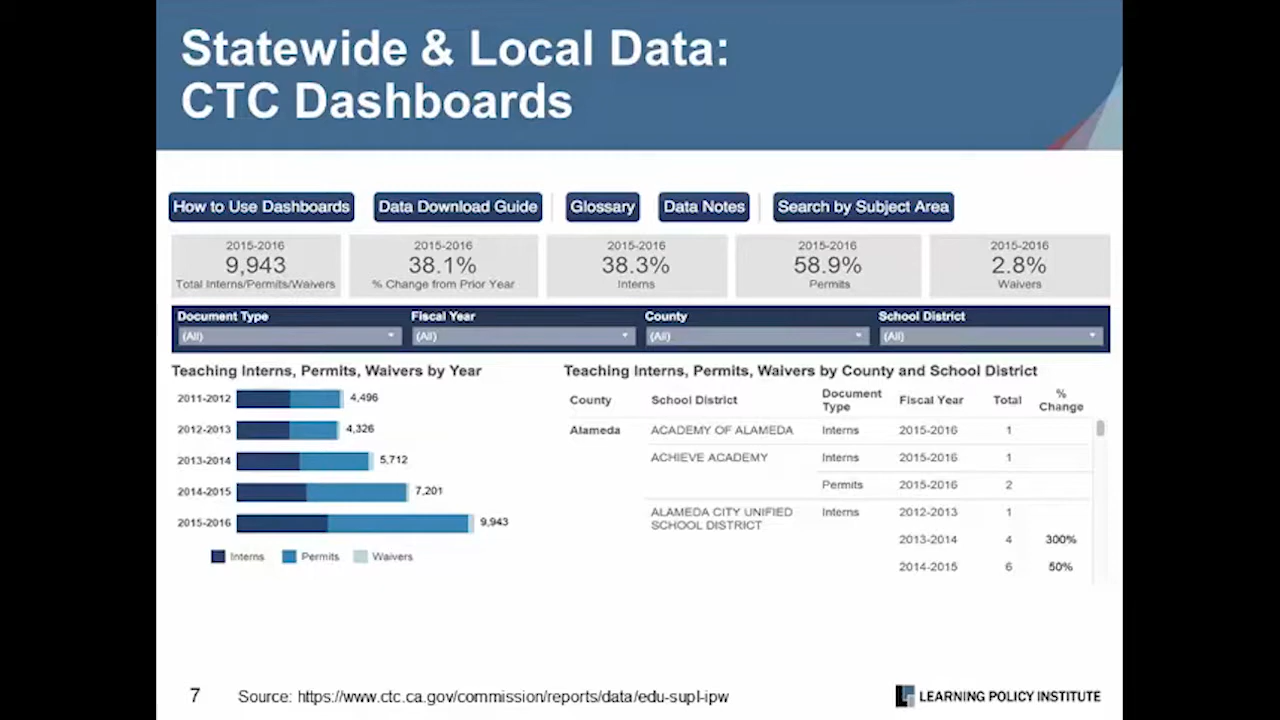 Statewide & Local Data:
CTC Dashboards
How to Use Dashboards
Data Download Guide
Glossary
Data Notes
Search by Subject Area
2015-2016
9,943
Total Interns/Permits/Waivers
2015-2016
38.1%
% Change from Prior Year
2015-2016
38.3%
Interns
2015-2016
58.9%
Permits
2015-2016
2.8%
Waivers
Document Type
(All)
Fiscal Year
(All)
County
(All)
School District
(All)
Teaching Interns, Permits, Waivers by Year
2011-2012 4,496
2012-2013 4,326
2013-2014 5,712
2014-2015 7,201
2015-2016 9,943
Interns Permits Waivers
Teaching Interns, Permits, Waivers by County and School District
County School District Document Type Fiscal Year Total % Change
Alameda ACADEMY OF ALAMEDA Interns 2015-2016 1
ACHIEVE ACADEMY Interns 2015-2016 1
Permits 2015-2016 2
ALAMEDA CITY UNIFIED SCHOOL DISTRICT Interns 2012-2013 1
2013-2014 4 300%
2014-2015 6 50%
7 Source: https://www.ctc.ca.gov/commission/reports/data/edu-supl-ipw
LEARNING POLICY INSTITUTE